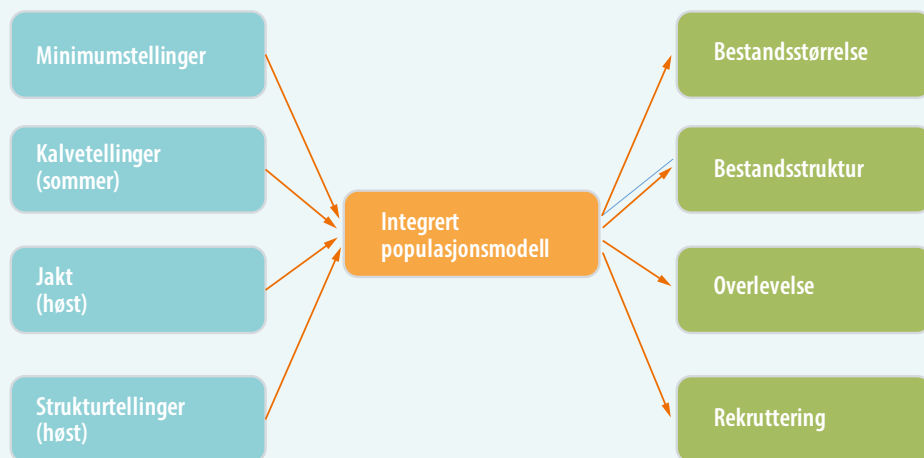 Minimumstellinger
Kalvetellinger
(sommer)
Jakt
(høst)
Strukturtellinger
(høst)
Integrert
populasjonsmodell
Bestandsstørrelse
Bestandsstruktur
Overlevelse
Rekruttering